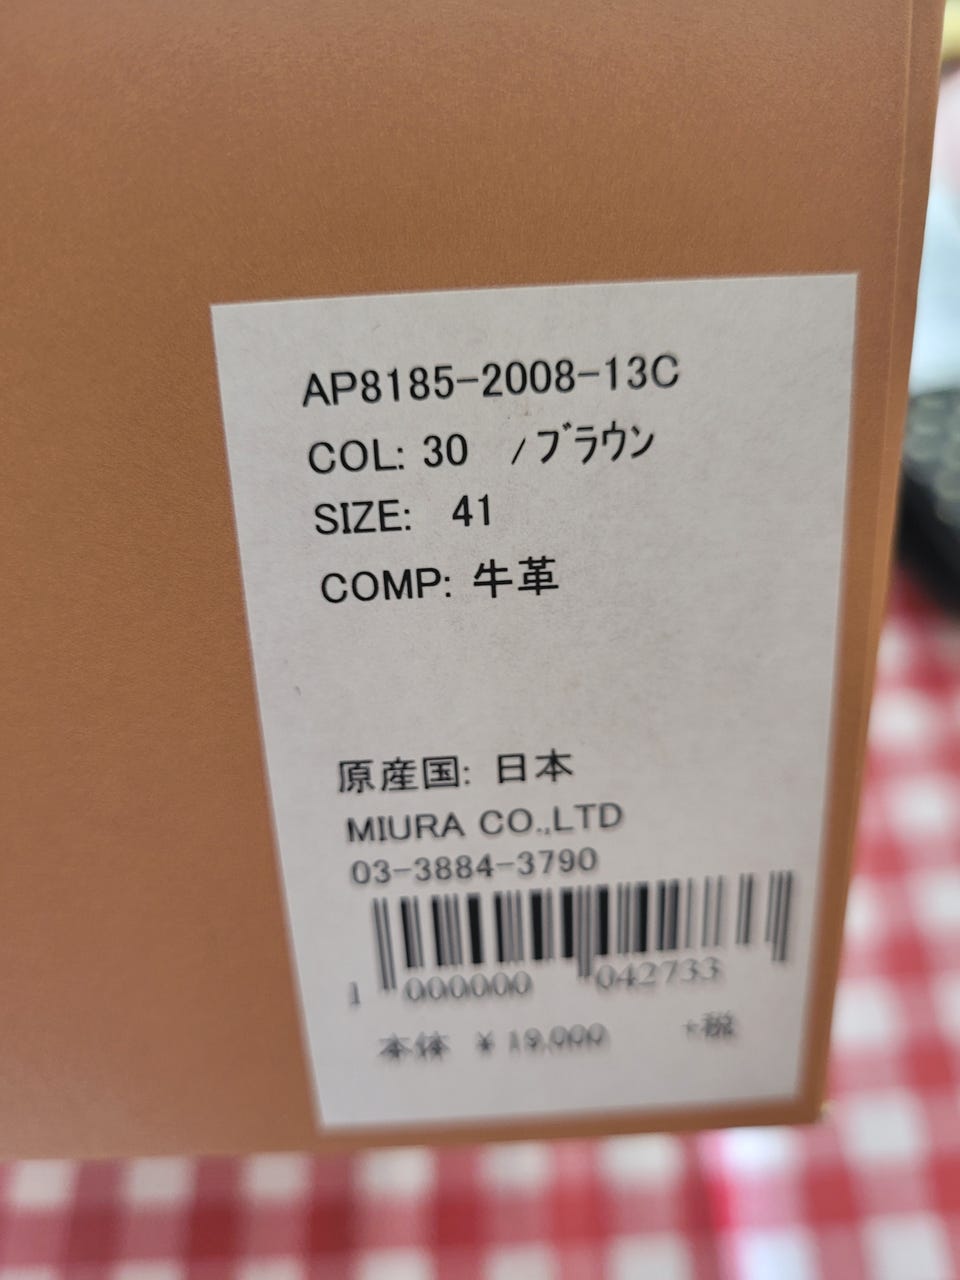 AP8185-2008-13C
COL: 30 /ブラウン
SIZE: 41
COMP: 牛革
原産国: 日本
MIURA CO.,LTD
03-3884-3790
1 000000 042733
本体 ¥19,000 +税